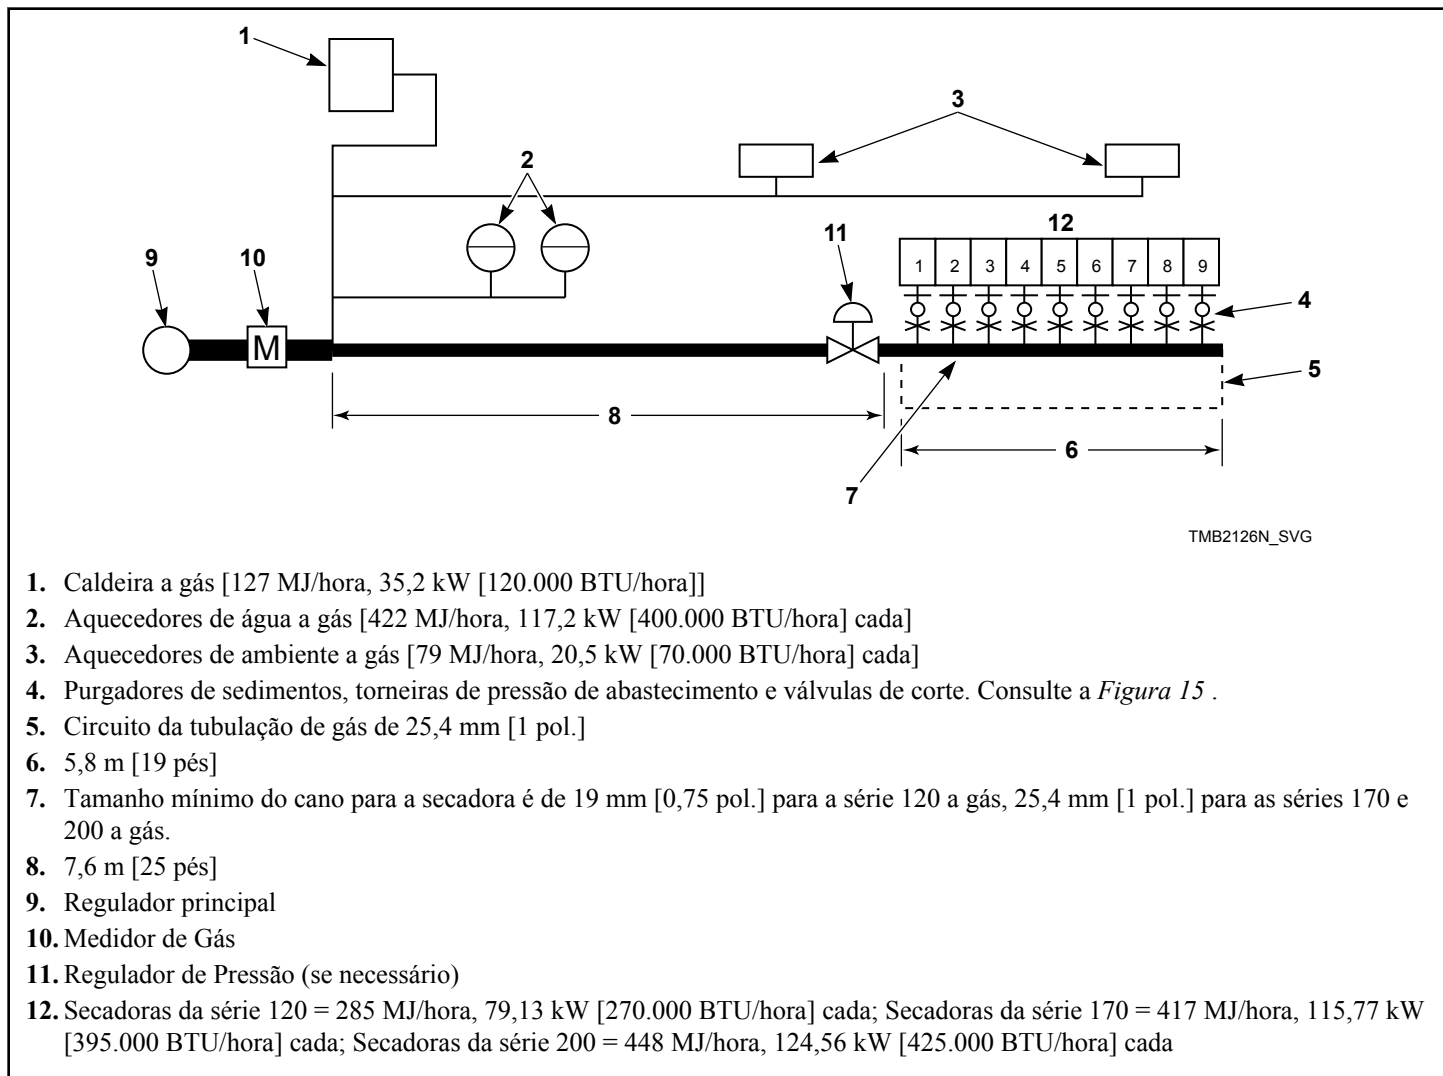 1
3
2
12
11
9
10
1 2 3 4 5 6 7 8 9
4
M
5
8
6
7
TMB2126N_SVG
1. Caldeira a gás [127 MJ/hora, 35,2 kW [120.000 BTU/hora]]
2. Aquecedores de água a gás [422 MJ/hora, 117,2 kW [400.000 BTU/hora] cada]
3. Aquecedores de ambiente a gás [79 MJ/hora, 20,5 kW [70.000 BTU/hora] cada]
4. Purgadores de sedimentos, torneiras de pressão de abastecimento e válvulas de corte. Consulte a Figura 15 .
5. Circuito da tubulação de gás de 25,4 mm [1 pol.]
6. 5,8 m [19 pés]
7. Tamanho mínimo do cano para a secadora é de 19 mm [0,75 pol.] para a série 120 a gás, 25,4 mm [1 pol.] para as séries 170 e
200 a gás.
8. 7,6 m [25 pés]
9. Regulador principal
10. Medidor de Gás
11. Regulador de Pressão (se necessário)
12. Secadoras da série 120 = 285 MJ/hora, 79,13 kW [270.000 BTU/hora] cada; Secadoras da série 170 = 417 MJ/hora, 115,77 kW
[395.000 BTU/hora] cada; Secadoras da série 200 = 448 MJ/hora, 124,56 kW [425.000 BTU/hora] cada